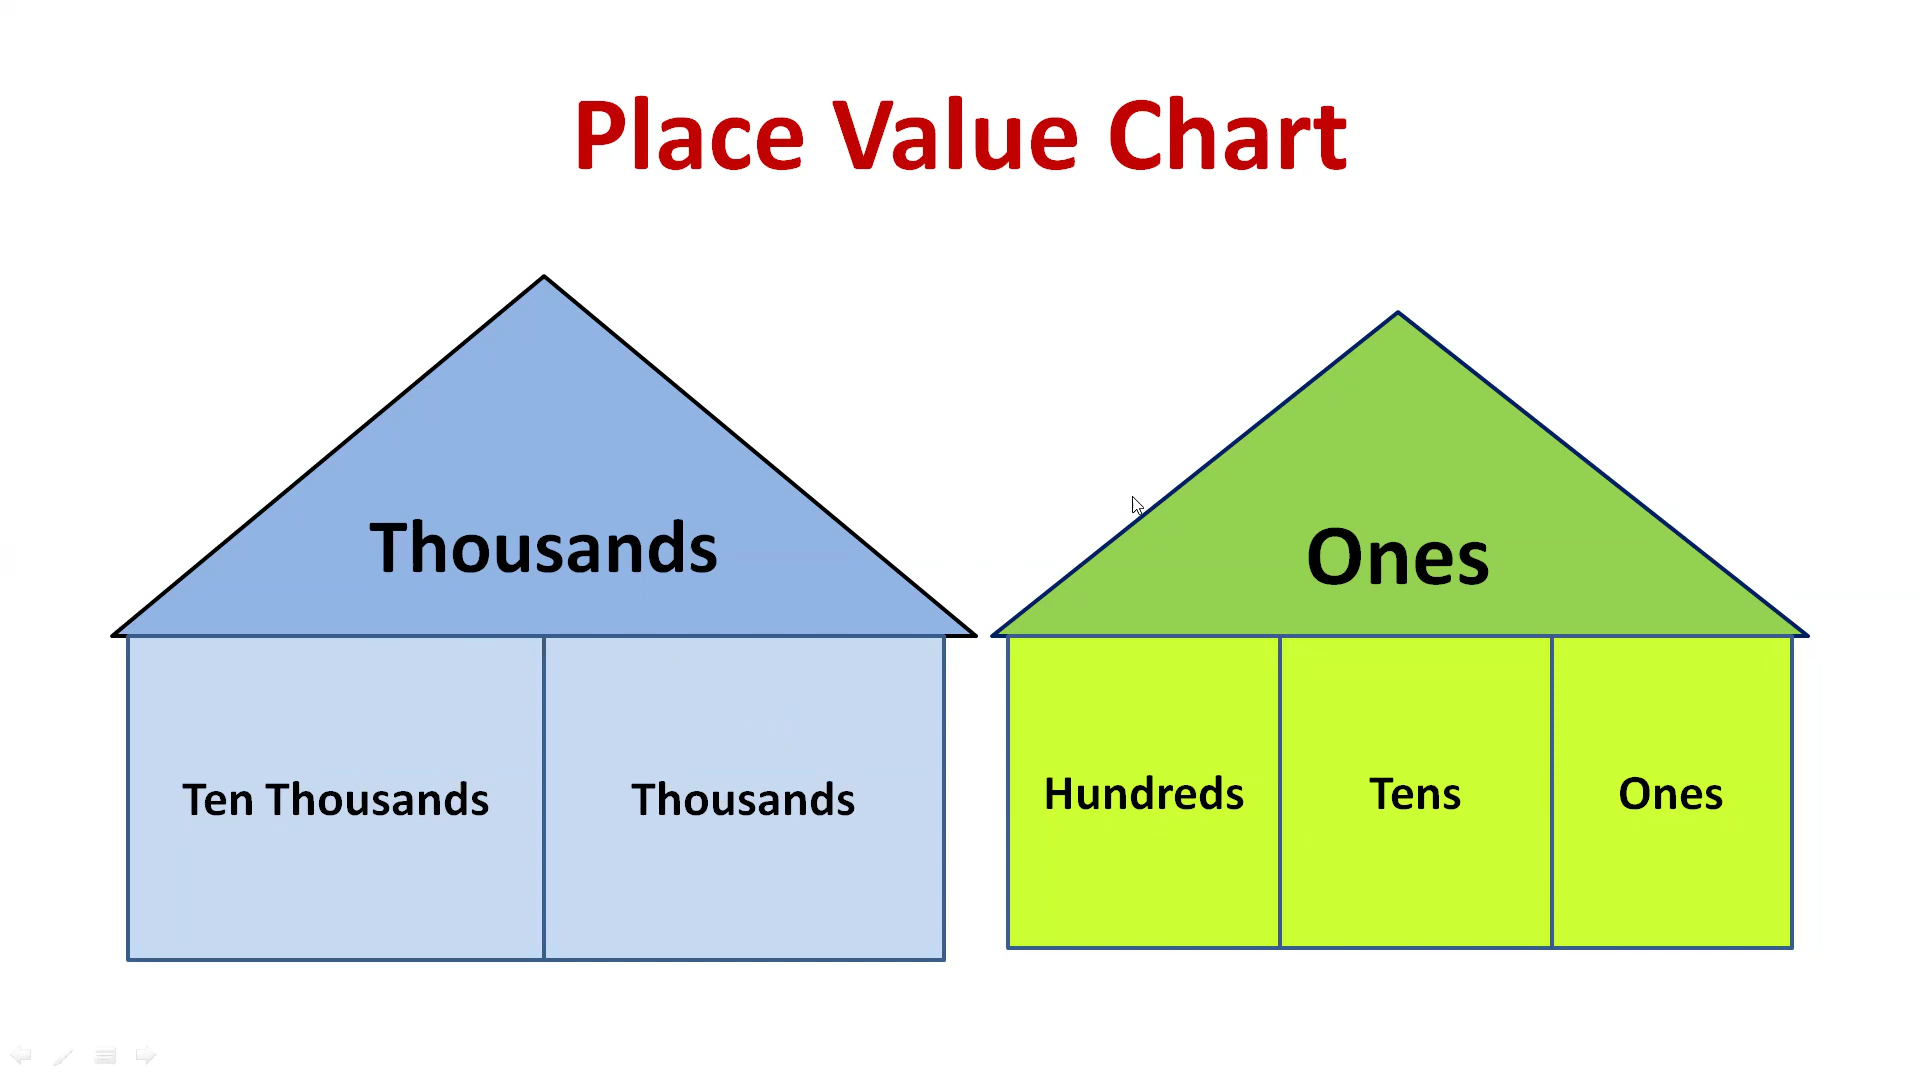 Place Value Chart
Thousands
Ones
Ten Thousands
Thousands
Hundreds
Tens
Ones